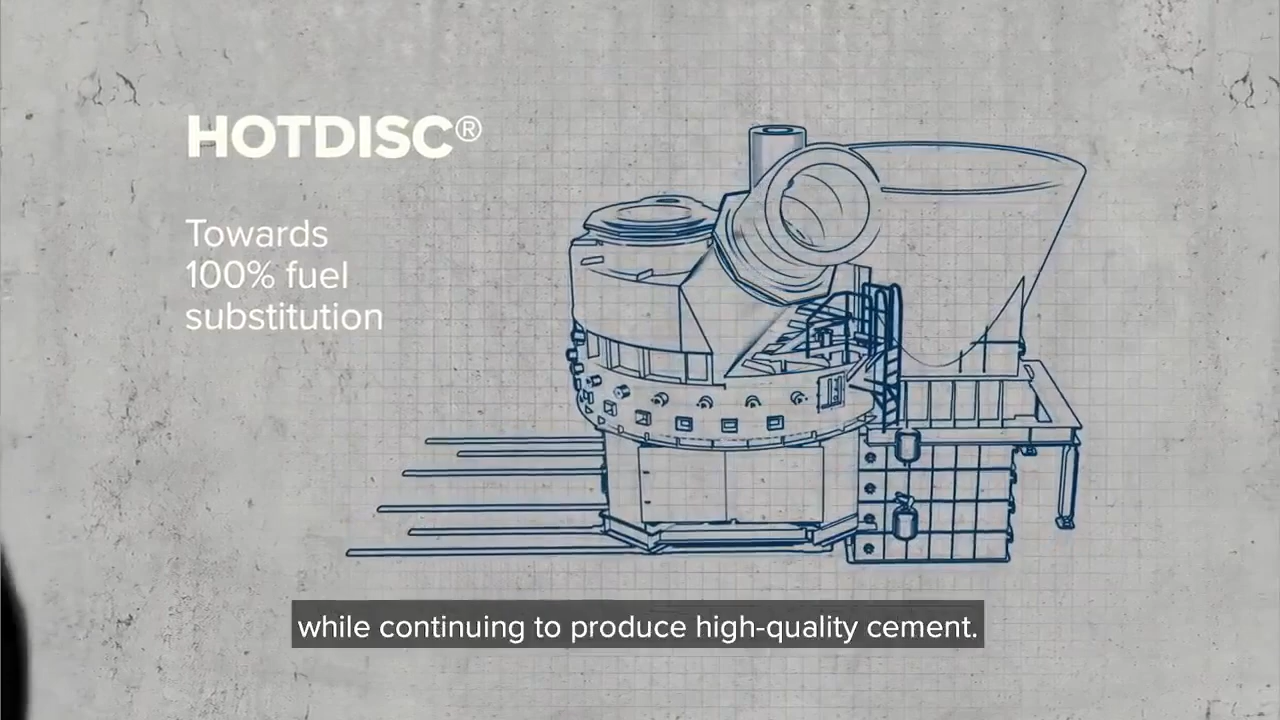 HOTDISC®
Towards
100% fuel
substitution
while continuing to produce high-quality cement.